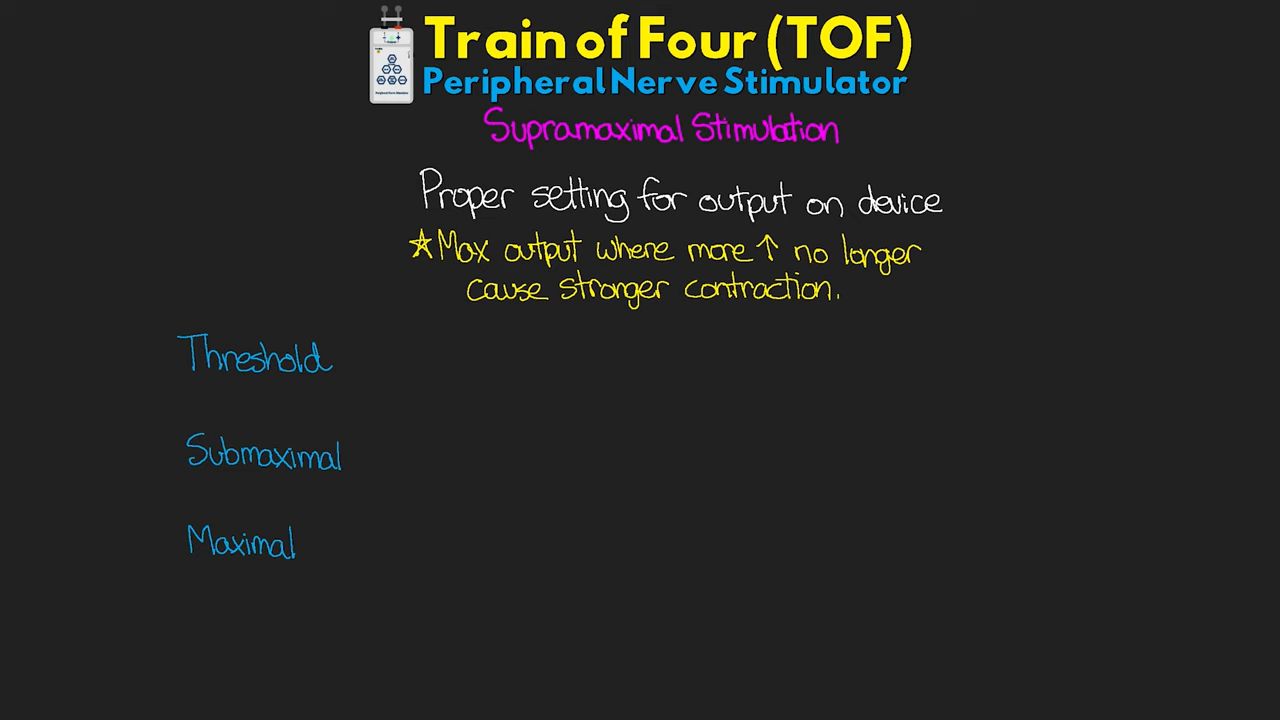 Train of Four (TOF)
Peripheral Nerve Stimulator
Supramaximal Stimulation
Proper setting for output on device
☆Max output where more ↑ no longer
cause stronger contraction.
Threshold
Submaximal
Maximal